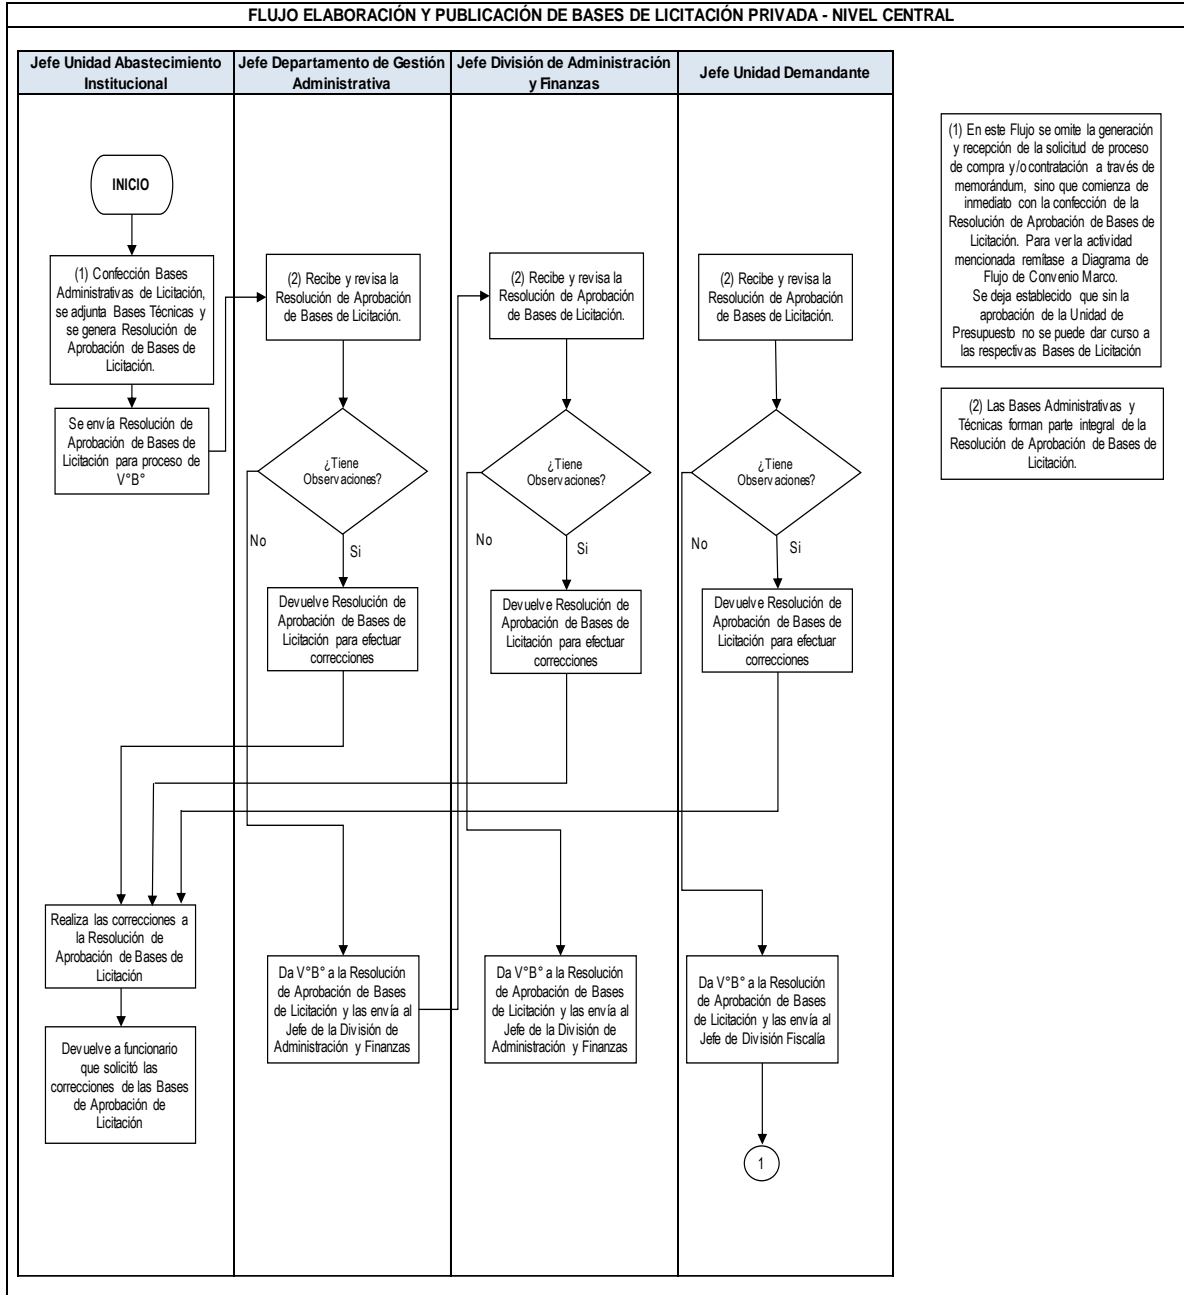 FLUJO ELABORACIÓN Y PUBLICACIÓN DE BASES DE LICITACIÓN PRIVADA - NIVEL CENTRAL
Jefe Unidad Abastecimiento
Institucional
Jefe Departamento de Gestión
Administrativa
Jefe División de Administración
y Finanzas
Jefe Unidad Demandante
INICIO
(1) Confección Bases
Administrativas de Licitación,
se adjunta Bases Técnicas y
se genera Resolución de
Aprobación de Bases de
Licitación.
Se envía Resolución de
Aprobación de Bases de
Licitación para proceso de
V°B°
(2) Recibe y revisa la
Resolución de Aprobación
de Bases de Licitación.
(2) Recibe y revisa la
Resolución de Aprobación
de Bases de Licitación.
(2) Recibe y revisa la
Resolución de Aprobación
de Bases de Licitación.
(1) En este Flujo se omite la generación
y recepción de la solicitud de proceso
de compra y/o contratación a través de
memorándum, sino que comienza de
inmediato con la confección de la
Resolución de Aprobación de Bases de
Licitación. Para ver la actividad
mencionada remítase a Diagrama de
Flujo de Convenio Marco.
Se deja establecido que sin la
aprobación de la Unidad de
Presupuesto no se puede dar curso a
las respectivas Bases de Licitación
(2) Las Bases Administrativas y
Técnicas forman parte integral de la
Resolución de Aprobación de Bases de
Licitación.
¿Tiene
Observaciones?
¿Tiene
Observaciones?
¿Tiene
Observaciones?
No
Si
No
Si
No
Si
Devuelve Resolución de
Aprobación de Bases de
Licitación para efectuar
correcciones
Devuelve Resolución de
Aprobación de Bases de
Licitación para efectuar
correcciones
Devuelve Resolución de
Aprobación de Bases de
Licitación para efectuar
correcciones
Realiza las correcciones a
la Resolución de
Aprobación de Bases de
Licitación
Da V°B° a la Resolución
de Aprobación de Bases
de Licitación y las envía al
Jefe de la División de
Administración y Finanzas
Da V°B° a la Resolución
de Aprobación de Bases
de Licitación y las envía al
Jefe de la División de
Administración y Finanzas
Da V°B° a la Resolución
de Aprobación de Bases
de Licitación y las envía al
Jefe de División Fiscalía
Devuelve a funcionario
que solicitó las
correcciones de las Bases
de Aprobación de
Licitación
1